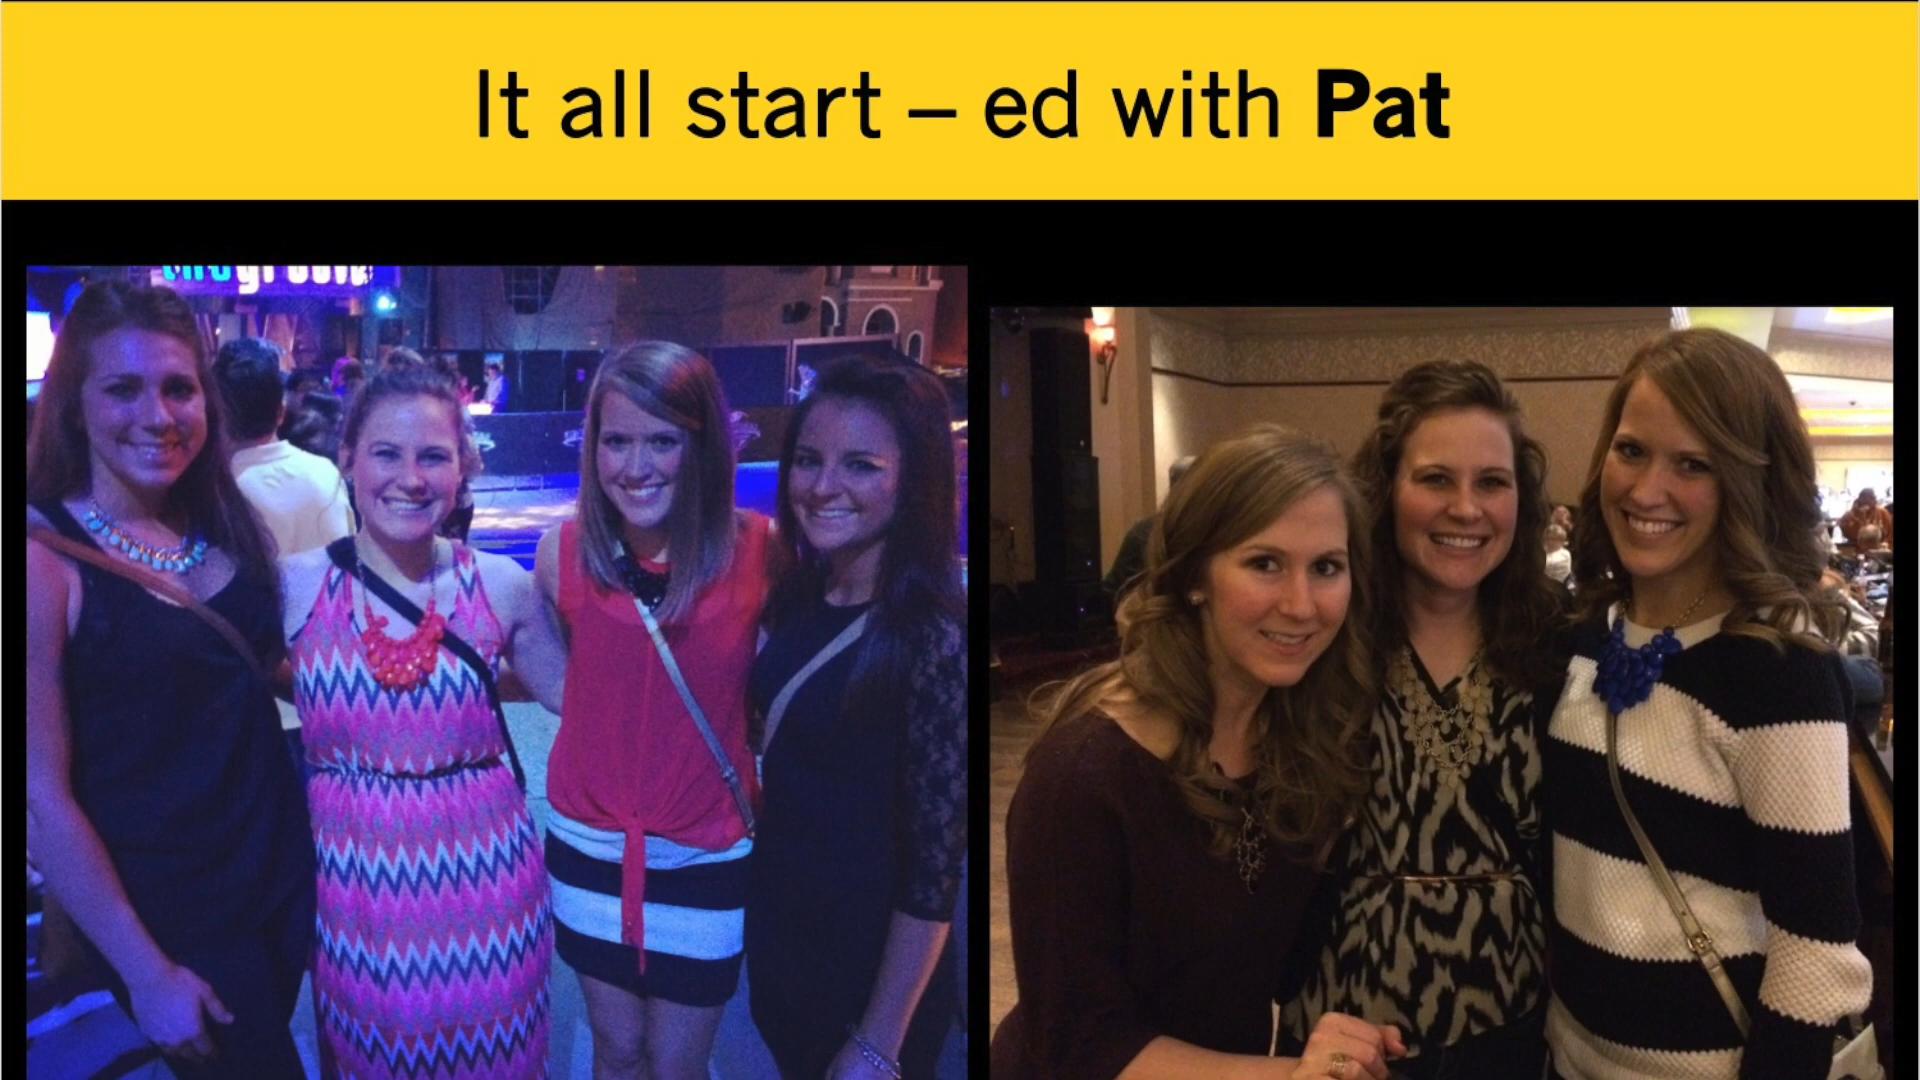 It all start – ed with Pat